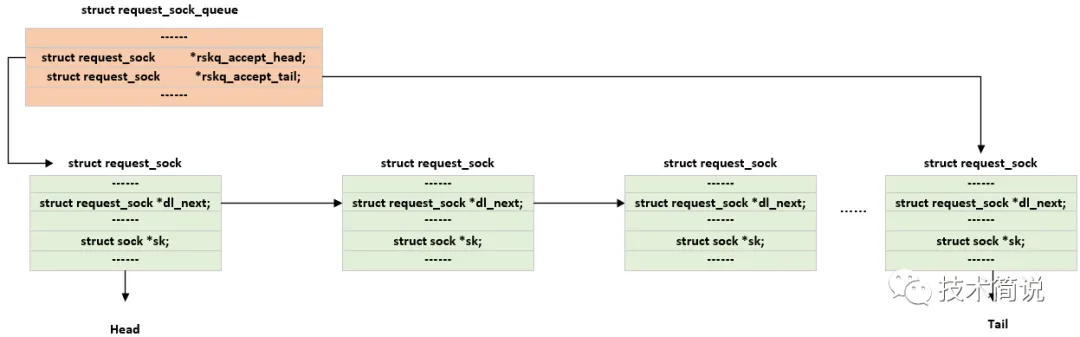 struct request_sock_queue
------
struct request_sock *rskq_accept_head;
struct request_sock *rskq_accept_tail;
------
struct request_sock
------
struct request_sock *dl_next;
------
struct sock *sk;
------
Head
struct request_sock
------
struct request_sock *dl_next;
------
struct sock *sk;
------
struct request_sock
------
struct request_sock *dl_next;
------
struct sock *sk;
------
......
struct request_sock
------
struct request_sock *dl_next;
------
struct sock *sk;
------
Tail
技术简说